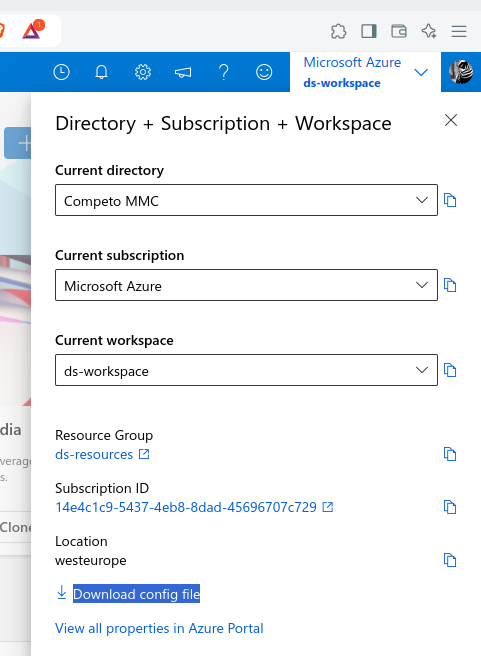 1
Microsoft Azure
ds-workspace
Directory + Subscription + Workspace
Current directory
Competo MMC
Current subscription
Microsoft Azure
Current workspace
ds-workspace
dia
Resource Group
ds-resources
verage
s.
Subscription ID
14e4c1c9-5437-4eb8-8dad-45696707c729
Clone
Location
westeurope
Download config file
View all properties in Azure Portal